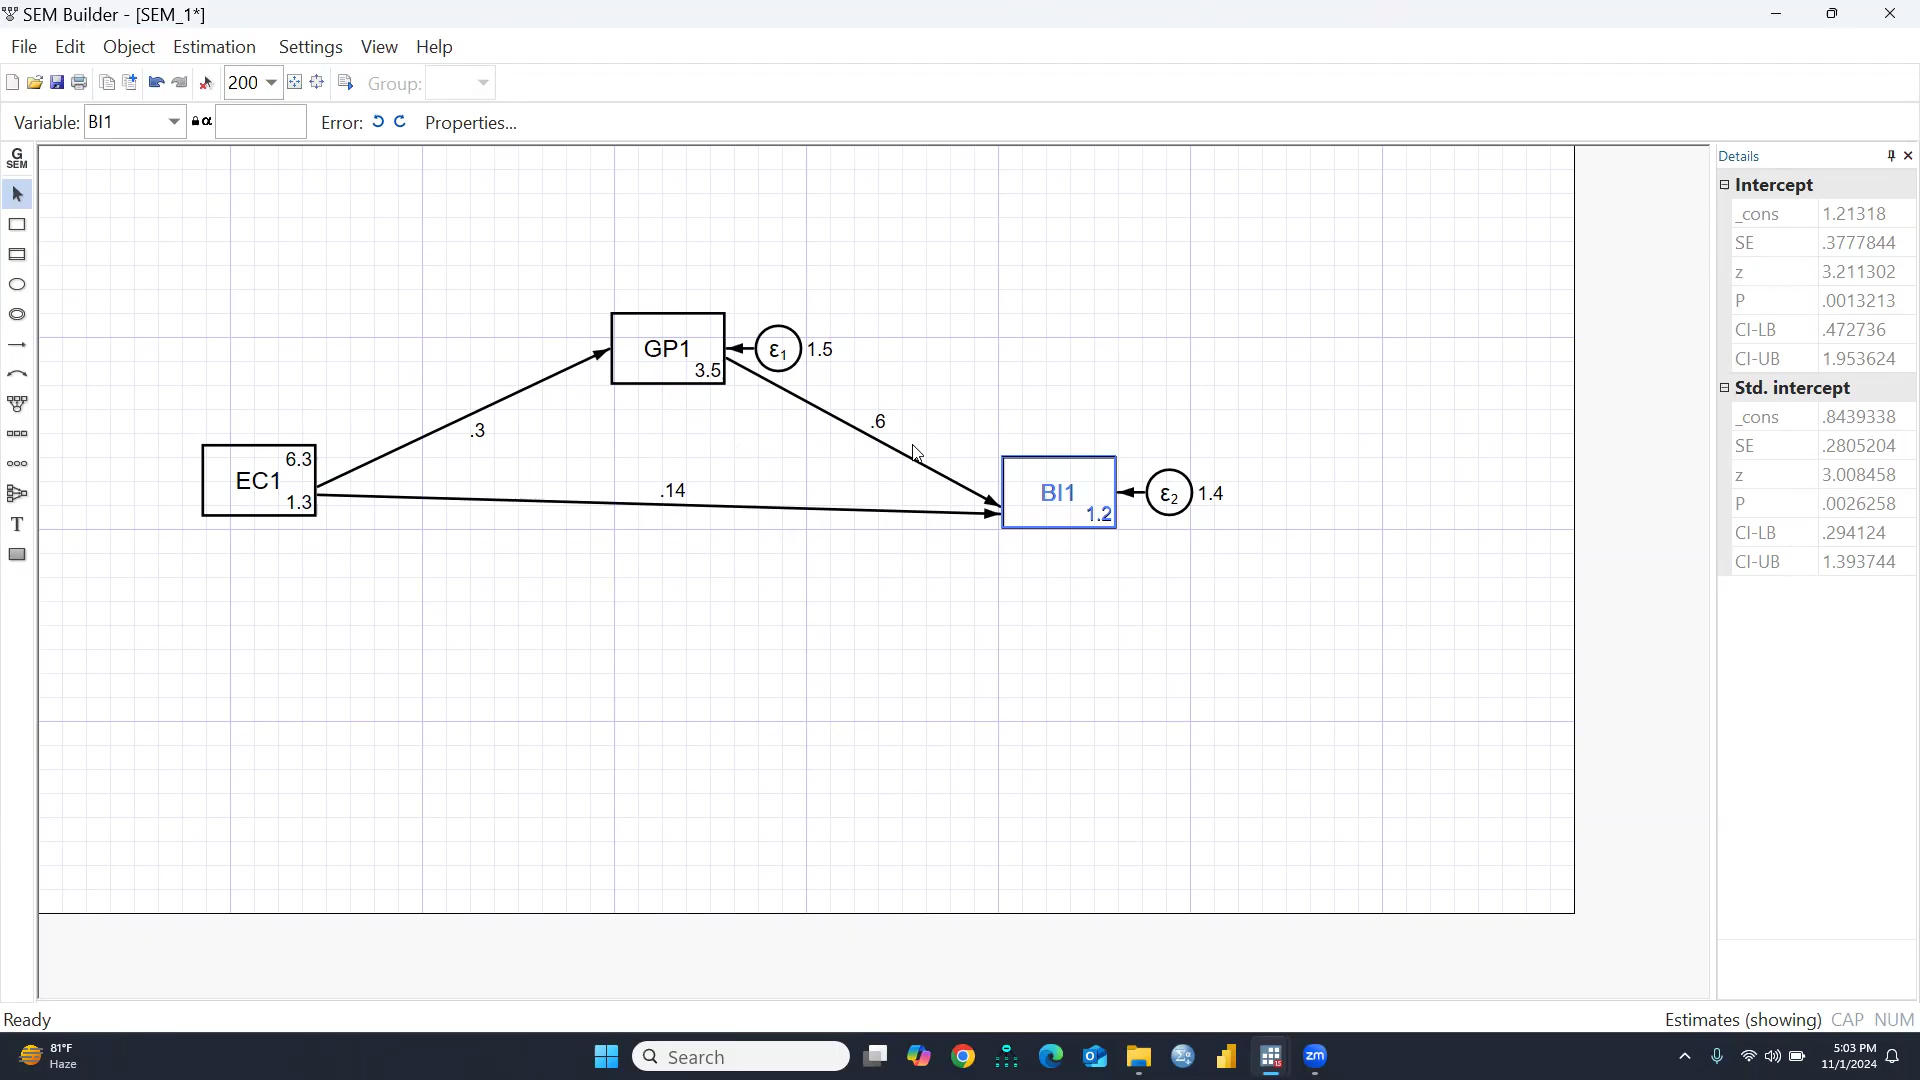 SEM Builder - [SEM_1*]
File Edit Object Estimation Settings View Help
200 Group:
Variable: BI1 α Error: Properties...
G
SEM
T
GP1
3.5
ε1 1.5
.3
.6
EC1
6.3
1.3
.14
BI1
1.2
ε2 1.4
Details
Intercept
_cons 1.21318
SE .3777844
z 3.211302
P .0013213
CI-LB .472736
CI-UB 1.953624
Std. intercept
_cons .8439338
SE .2805204
z 3.008458
P .0026258
CI-LB .294124
CI-UB 1.393744
Ready
Estimates (showing) CAP NUM
81°F
Haze
Search
zm
5:03 PM
11/1/2024